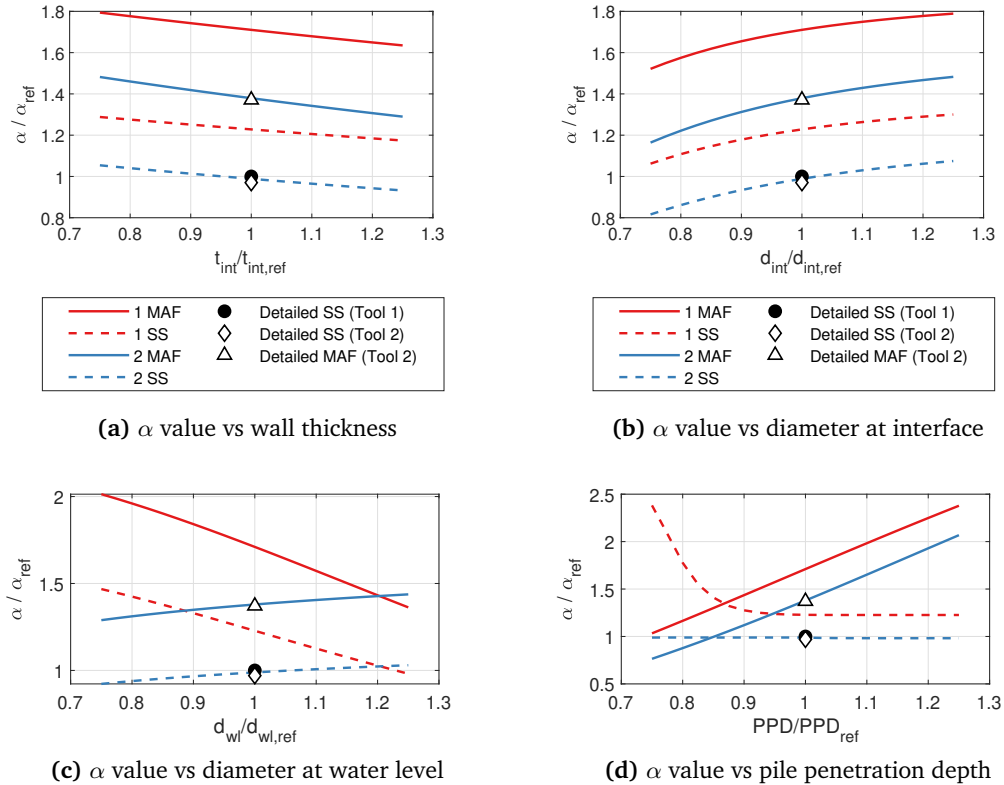 1.8
1.6
1.4
1.2
1
0.8
α / α_ref
0.7 0.8 0.9 1 1.1 1.2 1.3
t_int/t_int,ref
1 MAF
1 SS
2 MAF
2 SS
Detailed SS (Tool 1)
Detailed SS (Tool 2)
Detailed MAF (Tool 2)
(a) α value vs wall thickness
1.8
1.6
1.4
1.2
1
0.8
α / α_ref
0.7 0.8 0.9 1 1.1 1.2 1.3
d_int/d_int,ref
1 MAF
1 SS
2 MAF
2 SS
Detailed SS (Tool 1)
Detailed SS (Tool 2)
Detailed MAF (Tool 2)
(b) α value vs diameter at interface
2
1.5
1
α / α_ref
0.7 0.8 0.9 1 1.1 1.2 1.3
d_wl/d_wl,ref
(c) α value vs diameter at water level
2.5
2
1.5
1
0.5
α / α_ref
0.7 0.8 0.9 1 1.1 1.2 1.3
PPD/PPD_ref
(d) α value vs pile penetration depth